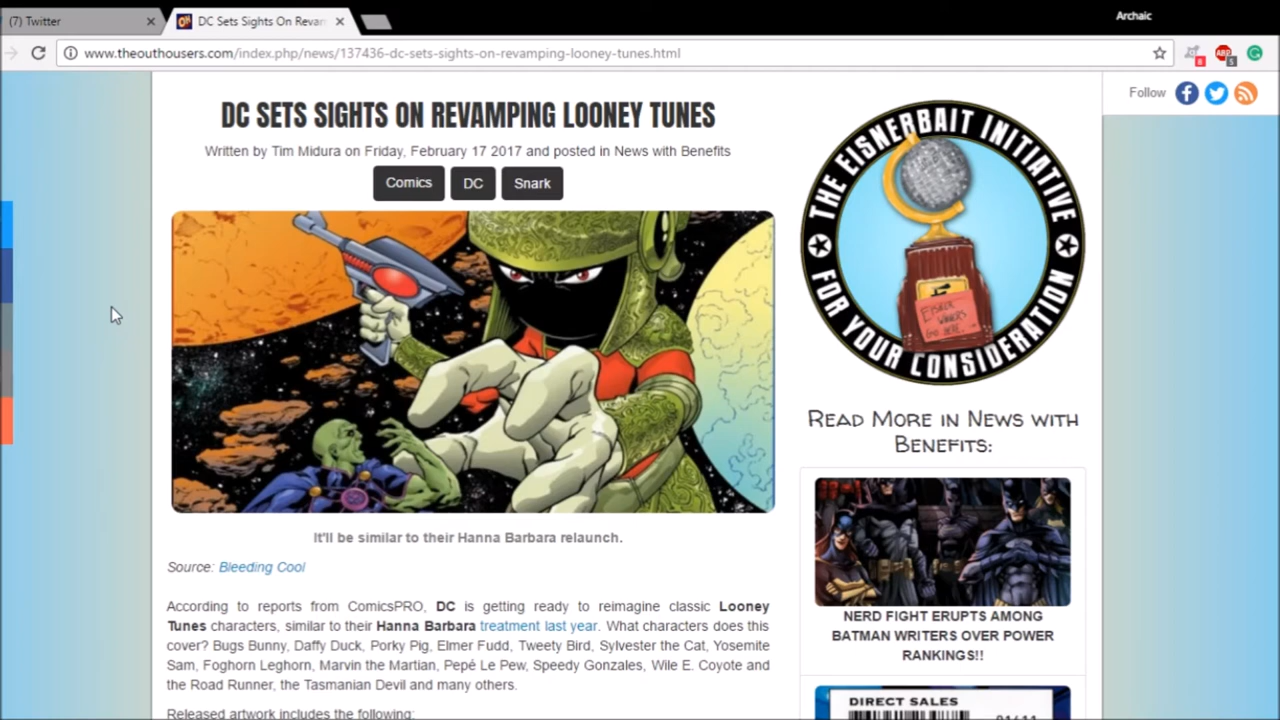 (7) Twitter
DC Sets Sights On Revan
Archaic
www.theouthousers.com/index.php/news/137436-dc-sets-sights-on-revamping-looney-tunes.html
8
5
DC SETS SIGHTS ON REVAMPING LOONEY TUNES
Written by Tim Midura on Friday, February 17 2017 and posted in News with Benefits
Comics DC Snark
It'll be similar to their Hanna Barbara relaunch.
Source: Bleeding Cool
According to reports from ComicsPRO, DC is getting ready to reimagine classic Looney
Tunes characters, similar to their Hanna Barbara treatment last year. What characters does this
cover? Bugs Bunny, Daffy Duck, Porky Pig, Elmer Fudd, Tweety Bird, Sylvester the Cat, Yosemite
Sam, Foghorn Leghorn, Marvin the Martian, Pepé Le Pew, Speedy Gonzales, Wile E. Coyote and
the Road Runner, the Tasmanian Devil and many others.
Released artwork includes the following:
Follow
THE EISNERBAIT INITIATIVE
EISNER
WINNERS
GO HERE.
FOR YOUR CONSIDERATION
READ MORE IN NEWS WITH
BENEFITS:
NERD FIGHT ERUPTS AMONG
BATMAN WRITERS OVER POWER
RANKINGS!!
DIRECT SALES